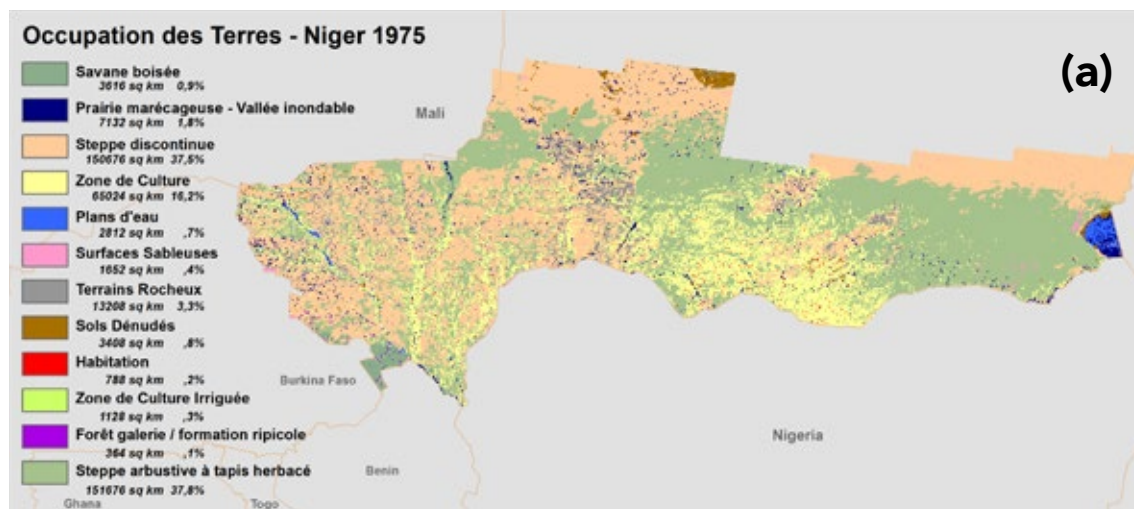 Occupation des Terres - Niger 1975
(a)
Savane boisée
3616 sq km 0,9%
Prairie marécageuse - Vallée inondable
7132 sq km 1,8%
Steppe discontinue
150676 sq km 37,5%
Zone de Culture
65024 sq km 16,2%
Plans d'eau
2812 sq km ,7%
Surfaces Sableuses
1652 sq km ,4%
Terrains Rocheux
13208 sq km 3,3%
Sols Dénudés
3408 sq km ,8%
Habitation
788 sq km ,2%
Zone de Culture Irriguée
1128 sq km ,3%
Forêt galerie / formation ripicole
364 sq km ,1%
Steppe arbustive à tapis herbacé
151676 sq km 37,8%
Mali
Burkina Faso
Nigeria
Benin
Ghana
Togo